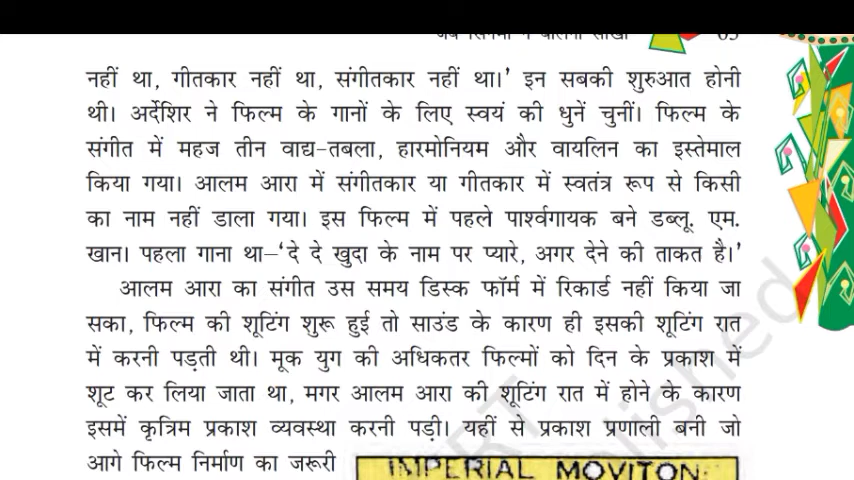 जब सिनेमा ने बोलना सीखा 65
नहीं था, गीतकार नहीं था, संगीतकार नहीं था।' इन सबकी शुरुआत होनी
थी। अर्देशिर ने फिल्म के गानों के लिए स्वयं की धुनें चुनीं। फिल्म के
संगीत में महज तीन वाद्य–तबला, हारमोनियम और वायलिन का इस्तेमाल
किया गया। आलम आरा में संगीतकार या गीतकार में स्वतंत्र रूप से किसी
का नाम नहीं डाला गया। इस फिल्म में पहले पार्श्वगायक बने डब्लू. एम.
खान। पहला गाना था–'दे दे खुदा के नाम पर प्यारे, अगर देने की ताकत है।'
आलम आरा का संगीत उस समय डिस्क फॉर्म में रिकार्ड नहीं किया जा
सका, फिल्म की शूटिंग शुरू हुई तो साउंड के कारण ही इसकी शूटिंग रात
में करनी पड़ती थी। मूक युग की अधिकतर फिल्मों को दिन के प्रकाश में
शूट कर लिया जाता था, मगर आलम आरा की शूटिंग रात में होने के कारण
इसमें कृत्रिम प्रकाश व्यवस्था करनी पड़ी। यहीं से प्रकाश प्रणाली बनी जो
आगे फिल्म निर्माण का जरूरी
IMPERIAL MOVITON